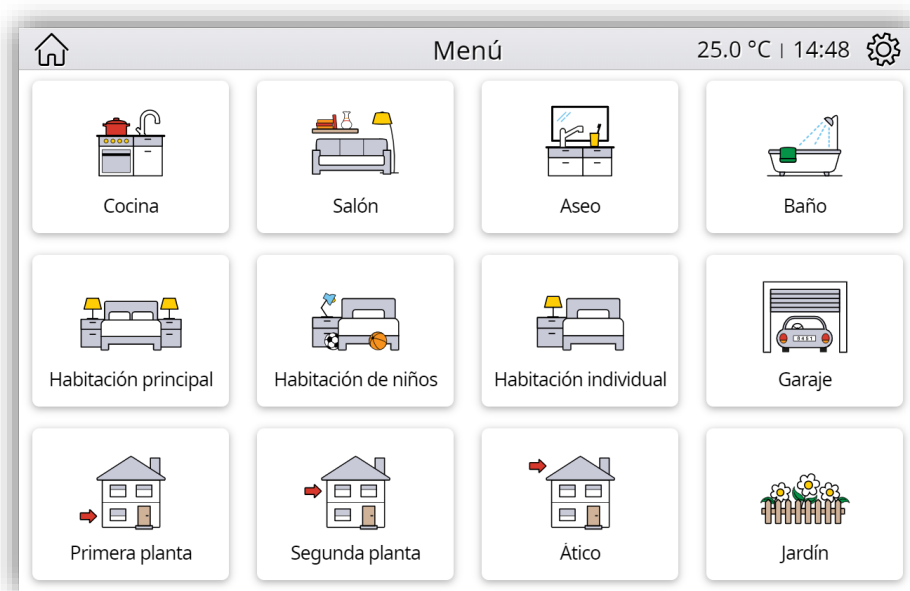 Menú
25.0 °C | 14:48
Cocina
Salón
Aseo
Baño
Habitación principal
Habitación de niños
Habitación individual
Garaje
Primera planta
Segunda planta
Ático
Jardín